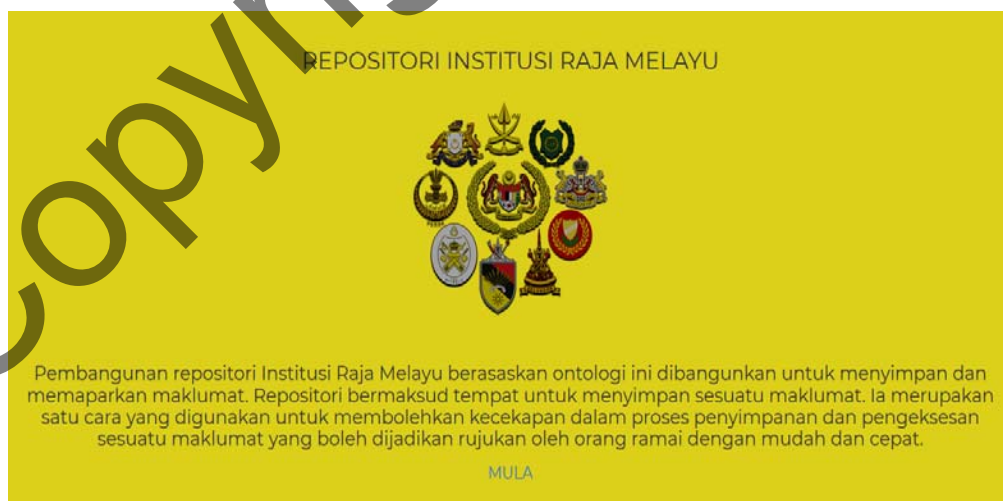 Copyri
REPOSITORI INSTITUSI RAJA MELAYU
Pembangunan repositori Institusi Raja Melayu berasaskan ontologi ini dibangunkan untuk menyimpan dan
memaparkan maklumat. Repositori bermaksud tempat untuk menyimpan sesuatu maklumat. Ia merupakan
satu cara yang digunakan untuk membolehkan kecekapan dalam proses penyimpanan dan pengeksesan
sesuatu maklumat yang boleh dijadikan rujukan oleh orang ramai dengan mudah dan cepat.
MULA